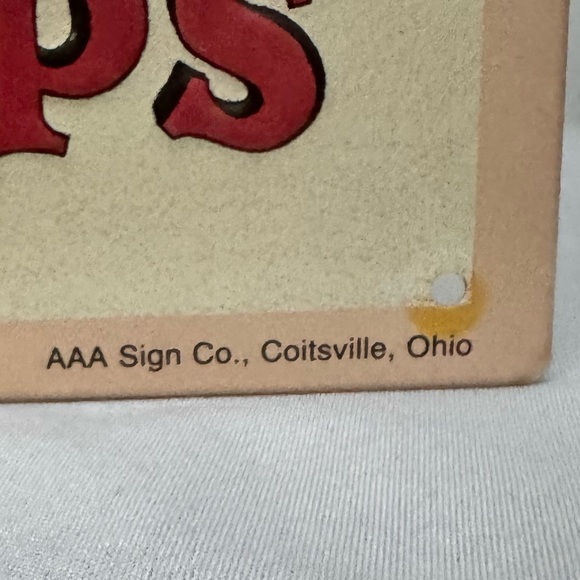 ps
AAA Sign Co., Coitsville, Ohio